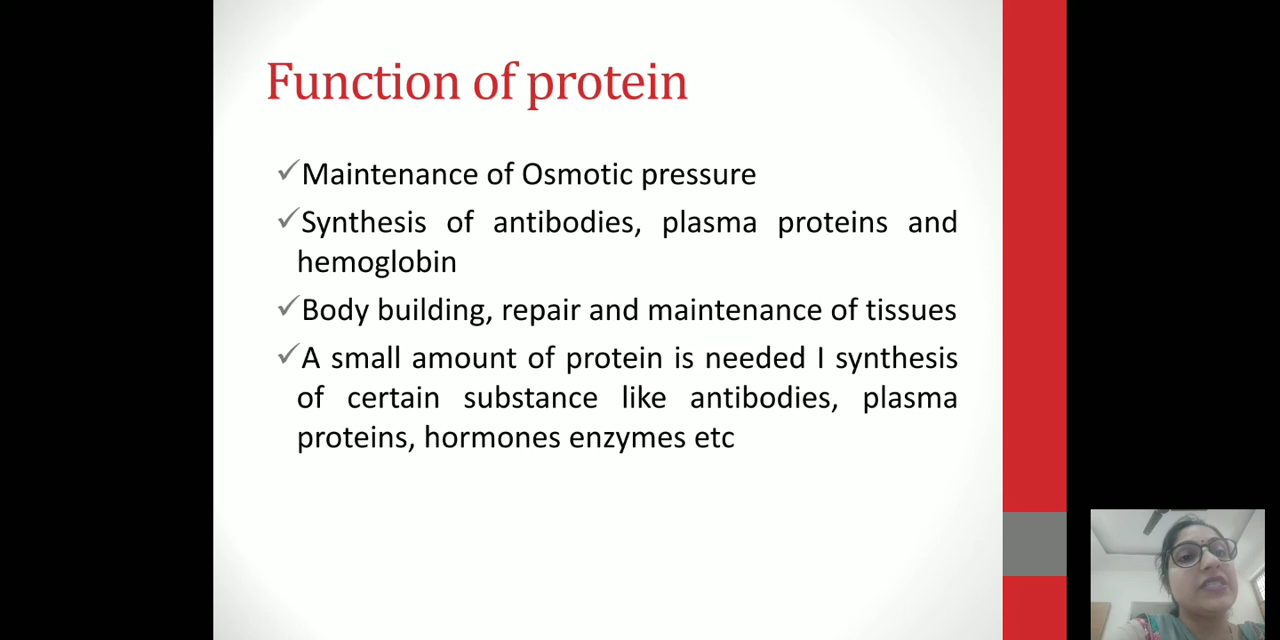 Function of protein
✓Maintenance of Osmotic pressure
✓Synthesis of antibodies, plasma proteins and
hemoglobin
✓Body building, repair and maintenance of tissues
✓A small amount of protein is needed I synthesis
of certain substance like antibodies, plasma
proteins, hormones enzymes etc